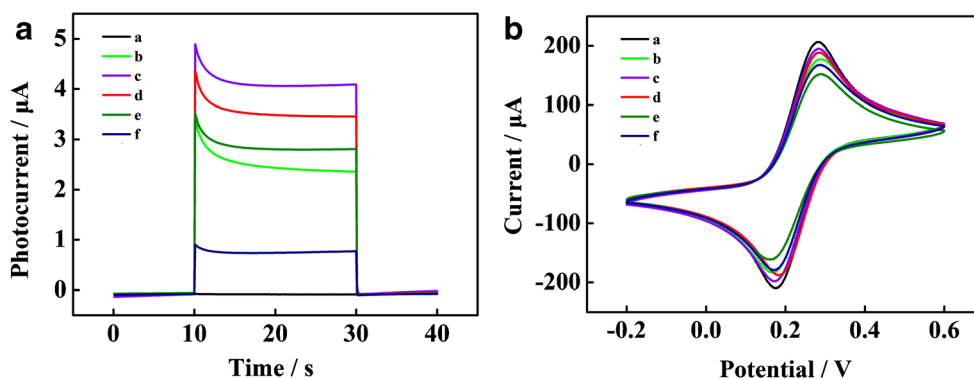 a
5
4
3
2
1
0
Photocurrent / µA
a
b
c
d
e
f
0
10
20
30
40
Time / s
b
200
100
0
-100
-200
Current / µA
a
b
c
d
e
f
-0.2
0.0
0.2
0.4
0.6
Potential / V